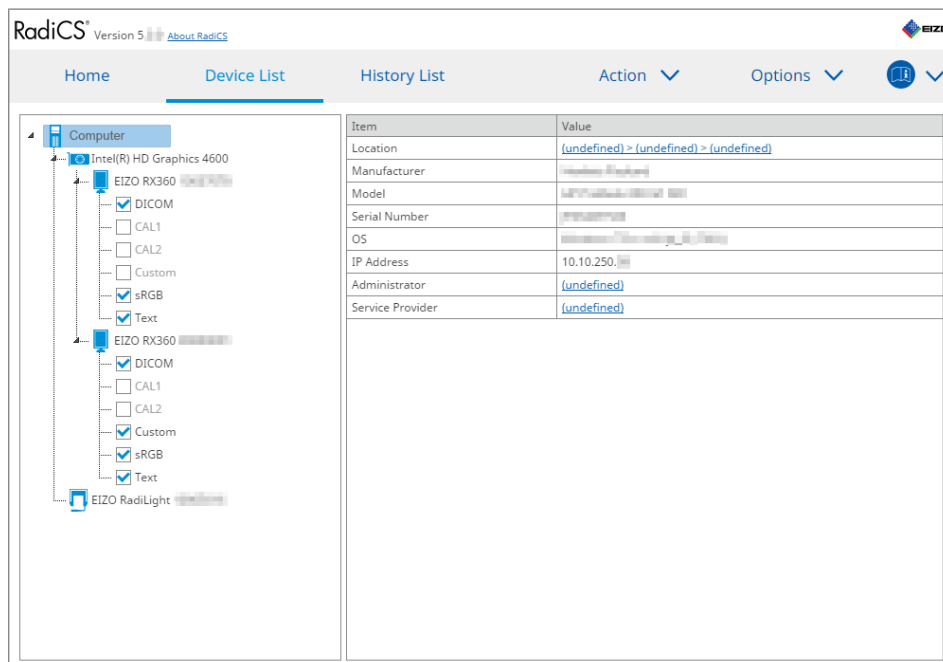 RadiCS® Version 5. About RadiCS
EIZ
Home Device List History List Action Options
Computer
Intel(R) HD Graphics 4600
EIZO RX360
DICOM
CAL1
CAL2
Custom
sRGB
Text
EIZO RX360
DICOM
CAL1
CAL2
Custom
sRGB
Text
EIZO RadiLight
Item Value
Location (undefined) > (undefined) > (undefined)
Manufacturer
Model
Serial Number
OS
IP Address 10.10.250.
Administrator (undefined)
Service Provider (undefined)